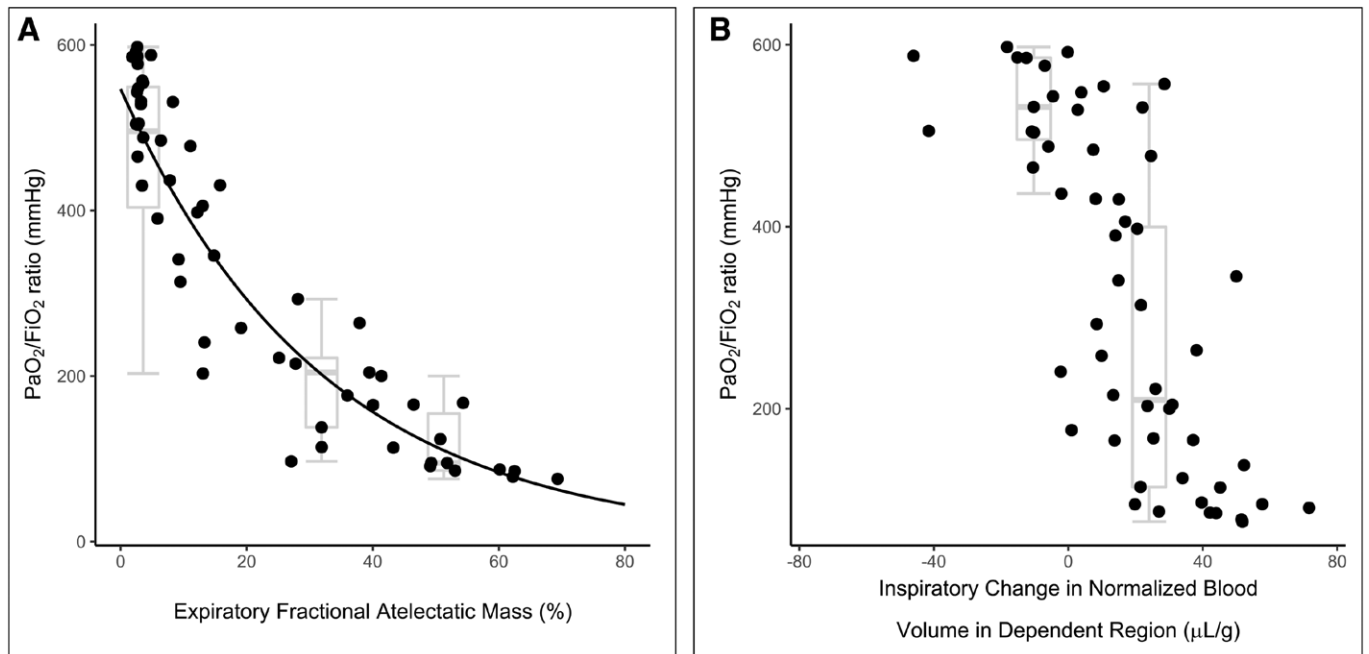 A
600
400
200
0
PaO₂/FiO₂ ratio (mmHg)
0 20 40 60 80
Expiratory Fractional Atelectatic Mass (%)
B
600
400
200
PaO₂/FiO₂ ratio (mmHg)
-80 -40 0 40 80
Inspiratory Change in Normalized Blood
Volume in Dependent Region (μL/g)